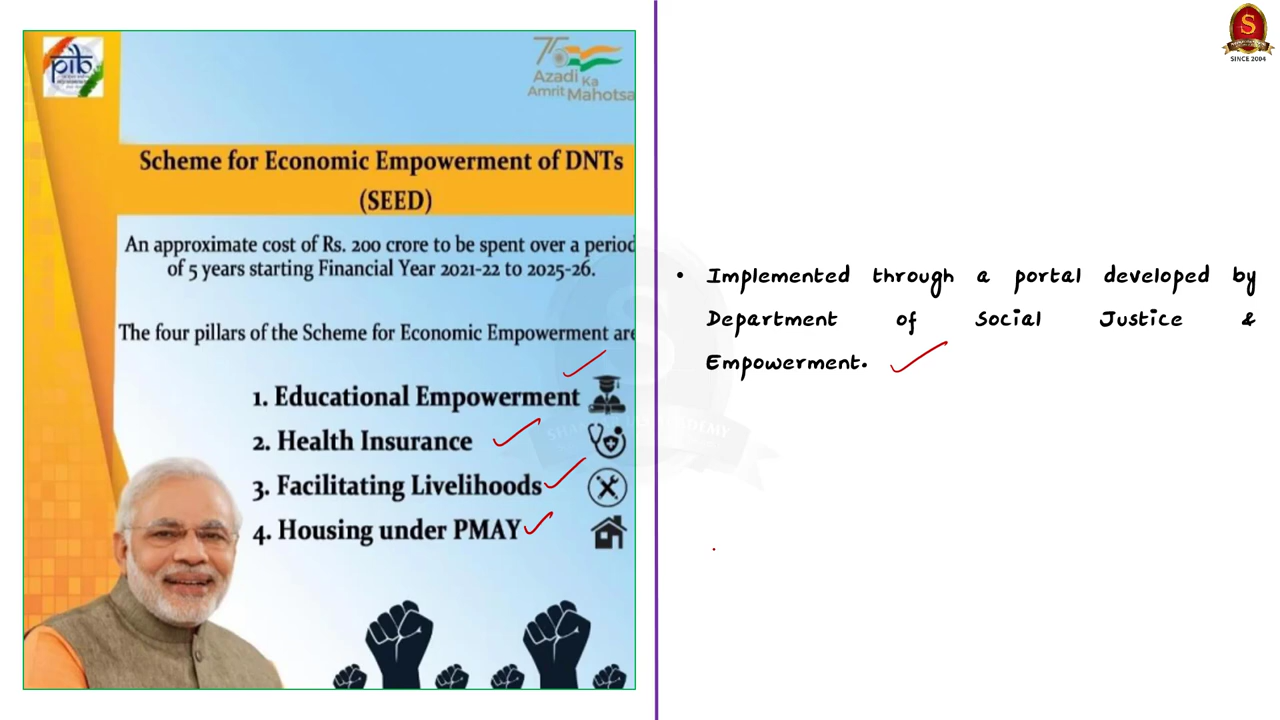 pib
75
Azadi
Ka
Amrit Mahotsa
Scheme for Economic Empowerment of DNTs
(SEED)
An approximate cost of Rs. 200 crore to be spent over a period
of 5 years starting Financial Year 2021-22 to 2025-26.
The four pillars of the Scheme for Economic Empowerment are
1. Educational Empowerment
2. Health Insurance
3. Facilitating Livelihoods
4. Housing under PMAY
S
SINCE 2004
• Implemented through a portal developed by
Department of Social Justice &
Empowerment.